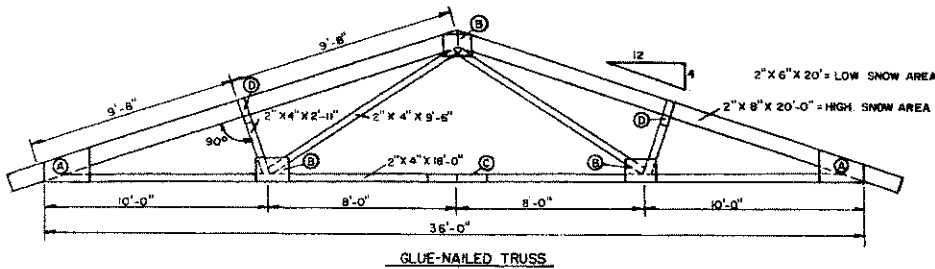 B
9'-8"
9'-8"
12
4
2" X 6" X 20' = LOW SNOW AREA
2" X 8" X 20'-0" = HIGH SNOW AREA
D
D
90°
2" X 4" X 2'-11"
2" X 4" X 9'-6"
A
B
2" X 4" X 18'-0"
C
B
A
10'-0"
8'-0"
8'-0"
10'-0"
36'-0"
GLUE-NAILED TRUSS